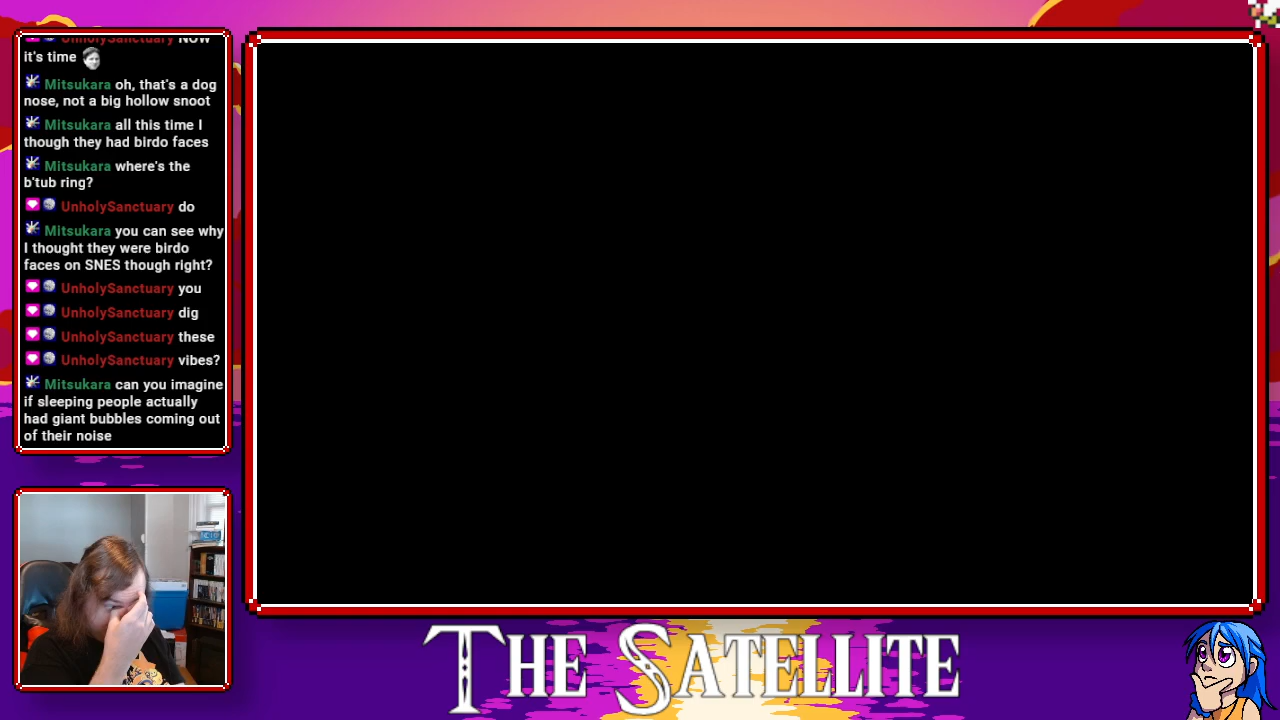 UnholySanctuary NOW
it's time
Mitsukara oh, that's a dog
nose, not a big hollow snoot
Mitsukara all this time I
though they had birdo faces
Mitsukara where's the
b'tub ring?
UnholySanctuary do
Mitsukara you can see why
I thought they were birdo
faces on SNES though right?
UnholySanctuary you
UnholySanctuary dig
UnholySanctuary these
UnholySanctuary vibes?
Mitsukara can you imagine
if sleeping people actually
had giant bubbles coming out
of their noise
THE SATELLITE